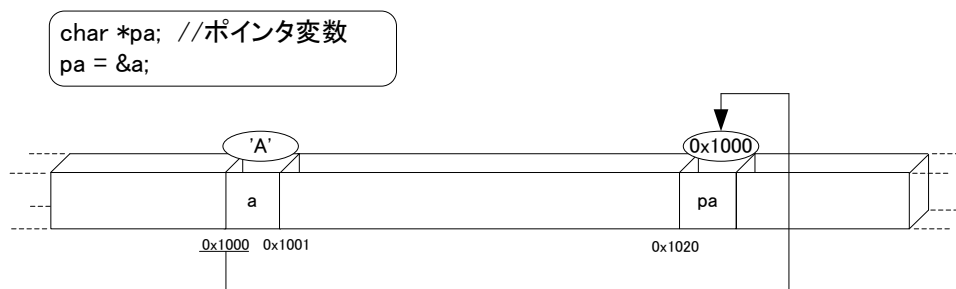 char *pa;  //ポインタ変数
pa = &a;
'A'
0x1000
a
pa
0x1000
0x1001
0x1020